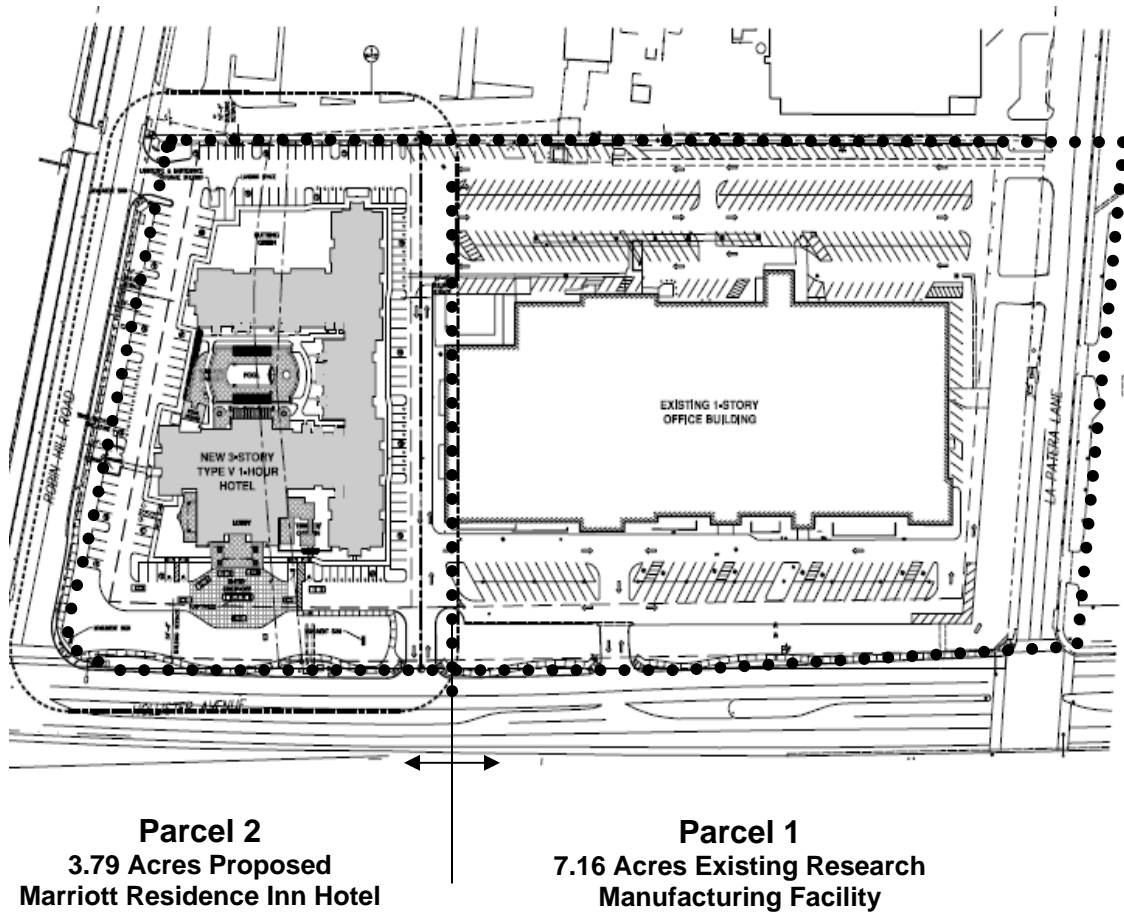 PUTTING
GREEN
POOL
NEW 3-STORY
TYPE V 1-HOUR
HOTEL
LOBBY
EXISTING 1-STORY
OFFICE BUILDING
ROBIN HILL ROAD
LA PATERA LANE
HOLLISTER AVENUE
Parcel 2
3.79 Acres Proposed
Marriott Residence Inn Hotel
Parcel 1
7.16 Acres Existing Research
Manufacturing Facility